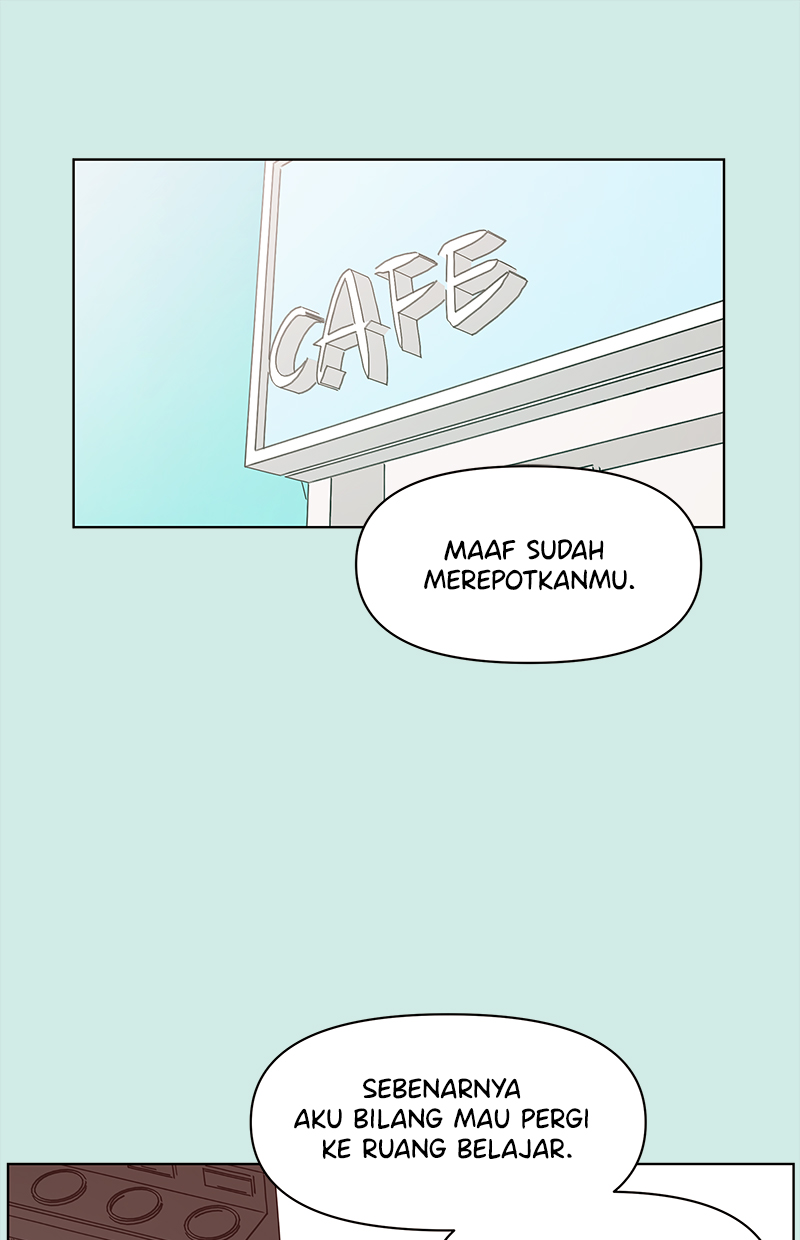 CAFE
MAAF SUDAH
MEREPOTKANMU.
SEBENARNYA
AKU BILANG MAU PERGI
KE RUANG BELAJAR.